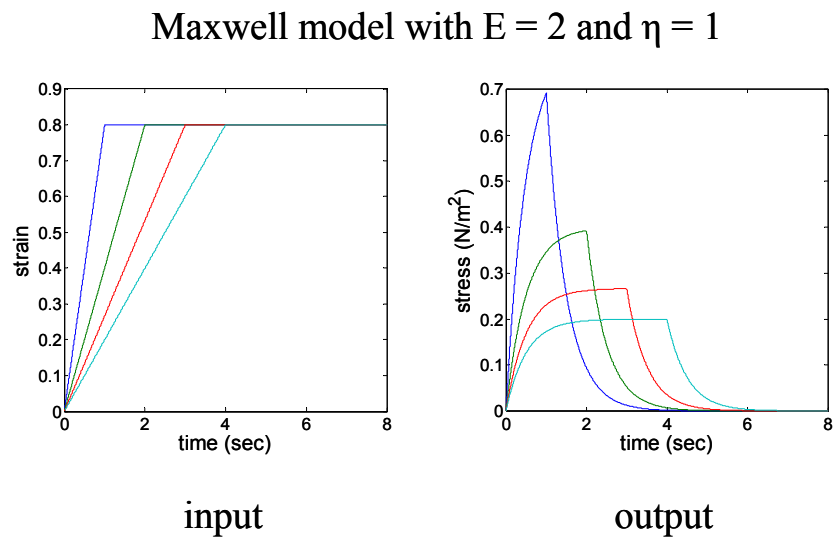 Maxwell model with E = 2 and η = 1
0.9
0.8
0.7
0.6
0.5
0.4
0.3
0.2
0.1
0
strain
0 2 4 6 8
time (sec)
input
0.7
0.6
0.5
0.4
0.3
0.2
0.1
0
stress (N/m²)
0 2 4 6 8
time (sec)
output